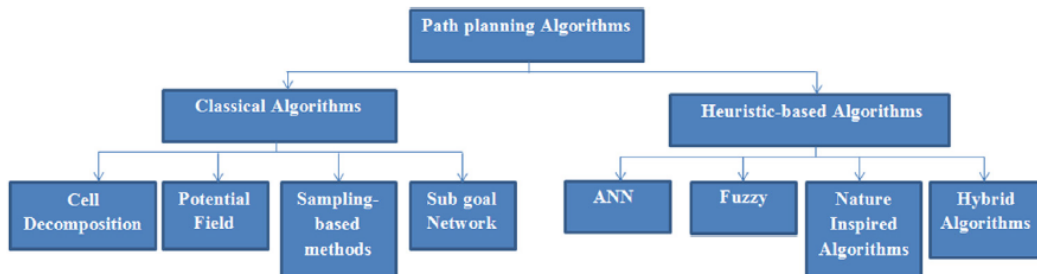 Path planning Algorithms
Classical Algorithms
Heuristic-based Algorithms
Cell
Decomposition
Potential
Field
Sampling-
based
methods
Sub goal
Network
ANN
Fuzzy
Nature
Inspired
Algorithms
Hybrid
Algorithms